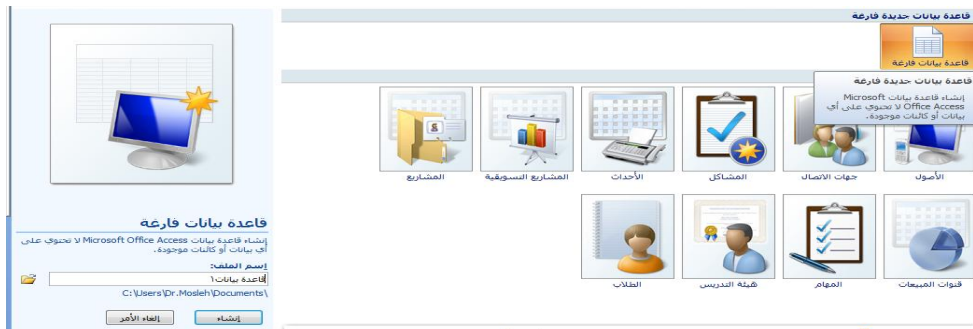 قاعدة بيانات جديدة فارغة
قاعدة بيانات فارغة
قاعدة بيانات جديدة فارغة
إنشاء قاعدة بيانات Microsoft
Office Access لا تحتوي على أي
بيانات أو كائنات موجودة.
الأصول
جهات الاتصال
المشاكل
الأحداث
المشاريع التسويقية
المشاريع
قنوات المبيعات
المهام
هيئة التدريس
الطلاب
قاعدة بيانات فارغة
إنشاء قاعدة بيانات Microsoft Office Access لا تحتوي على
أي بيانات أو كائنات موجودة.
إسم الملف:
قاعدة بيانات١
C:\Users\Dr.Mosleh\Documents\
إنشاء
إلغاء الأمر